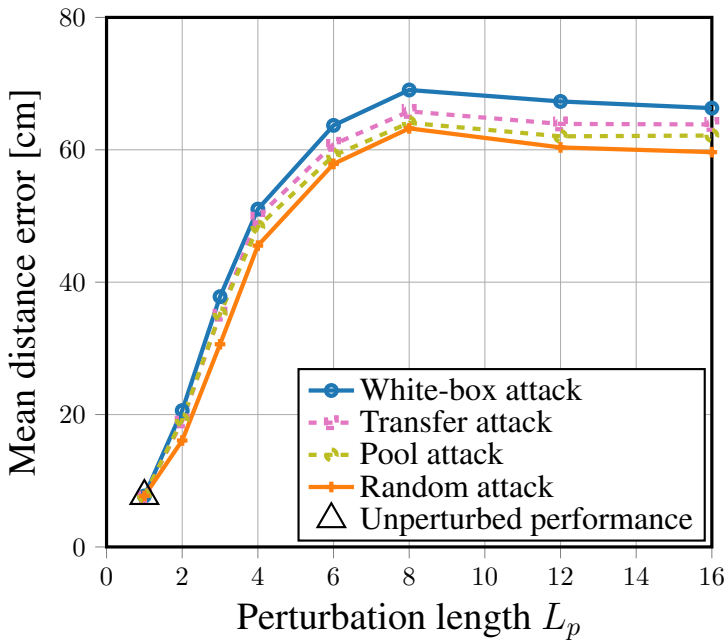 80
60
40
20
0
Mean distance error [cm]
White-box attack
Transfer attack
Pool attack
Random attack
Unperturbed performance
0 2 4 6 8 10 12 14 16
Perturbation length Lp